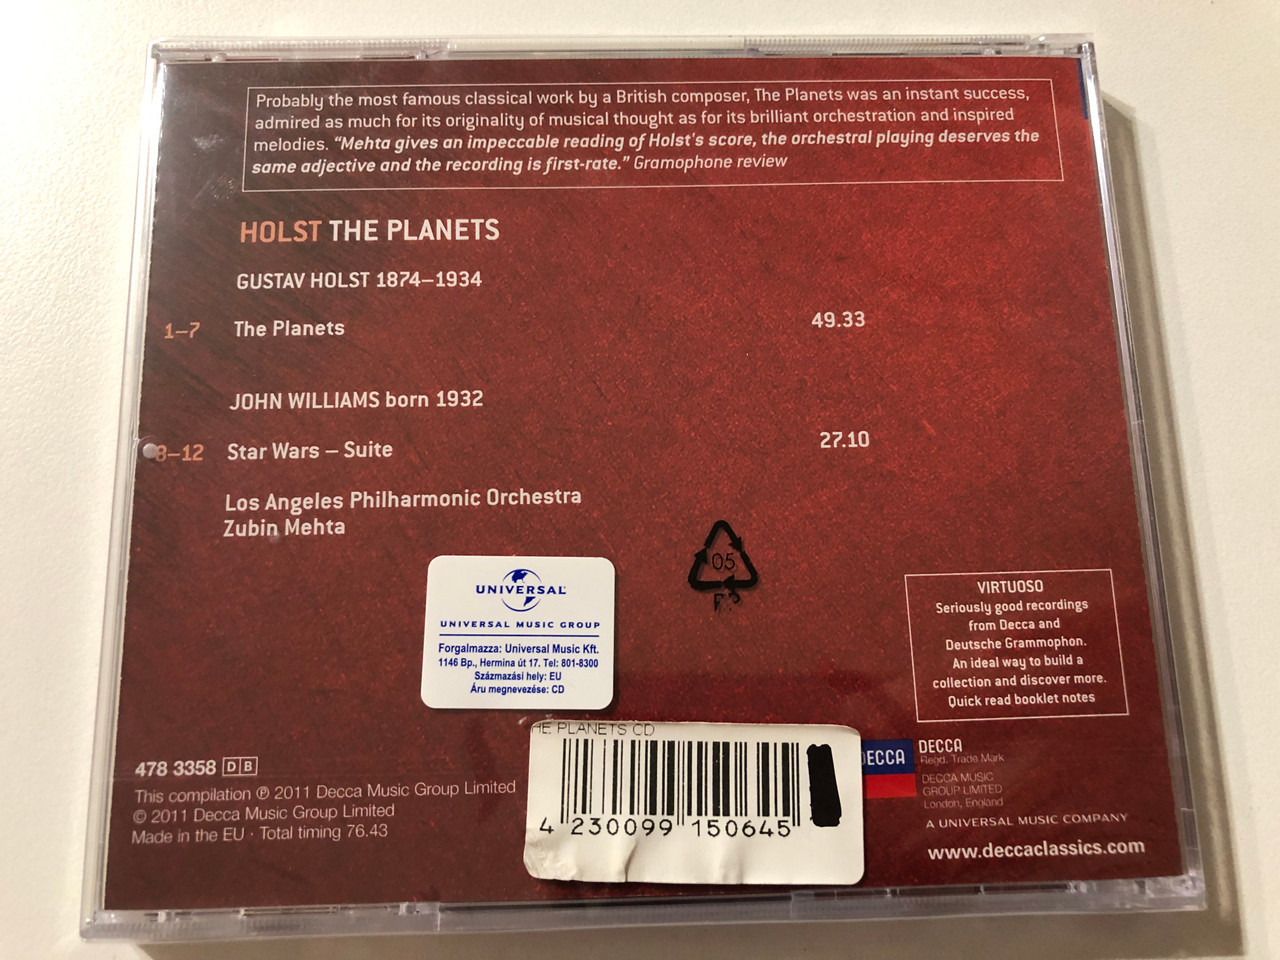 Probably the most famous classical work by a British composer, The Planets was an instant success,
admired as much for its originality of musical thought as for its brilliant orchestration and inspired
melodies. "Mehta gives an impeccable reading of Holst's score, the orchestral playing deserves the
same adjective and the recording is first-rate." Gramophone review
HOLST THE PLANETS
GUSTAV HOLST 1874–1934
1–7 The Planets 49.33
JOHN WILLIAMS born 1932
8–12 Star Wars – Suite 27.10
Los Angeles Philharmonic Orchestra
Zubin Mehta
05
UNIVERSAL
UNIVERSAL MUSIC GROUP
Forgalmazza: Universal Music Kft.
1146 Bp., Hermina út 17. Tel: 801-8300
Származási hely: EU
Áru megnevezése: CD
VIRTUOSO
Seriously good recordings
from Decca and
Deutsche Grammophon.
An ideal way to build a
collection and discover more.
Quick read booklet notes
HE PLANETS CD
4 230099 150645
478 3358 DB
This compilation ℗ 2011 Decca Music Group Limited
© 2011 Decca Music Group Limited
Made in the EU · Total timing 76.43
DECCA
DECCA
Regd. Trade Mark
DECCA MUSIC
GROUP LIMITED
London, England
A UNIVERSAL MUSIC COMPANY
www.deccaclassics.com